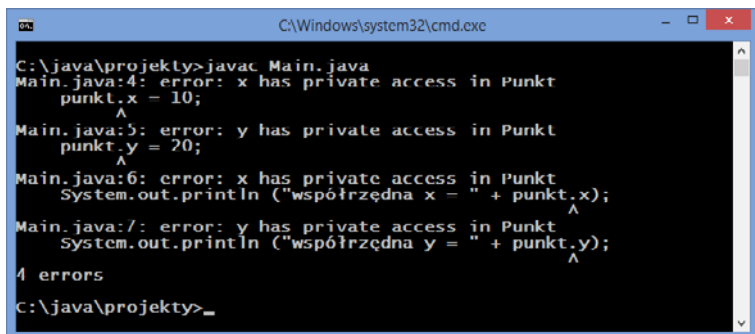 C:\Windows\system32\cmd.exe
C:\java\projekty>javac Main.java
Main.java:4: error: x has private access in Punkt
punkt.x = 10;
^
Main.java:5: error: y has private access in Punkt
punkt.y = 20;
^
Main.java:6: error: x has private access in Punkt
System.out.println ("współrzędna x = " + punkt.x);
^
Main.java:7: error: y has private access in Punkt
System.out.println ("współrzędna y = " + punkt.y);
^
4 errors
C:\java\projekty>_